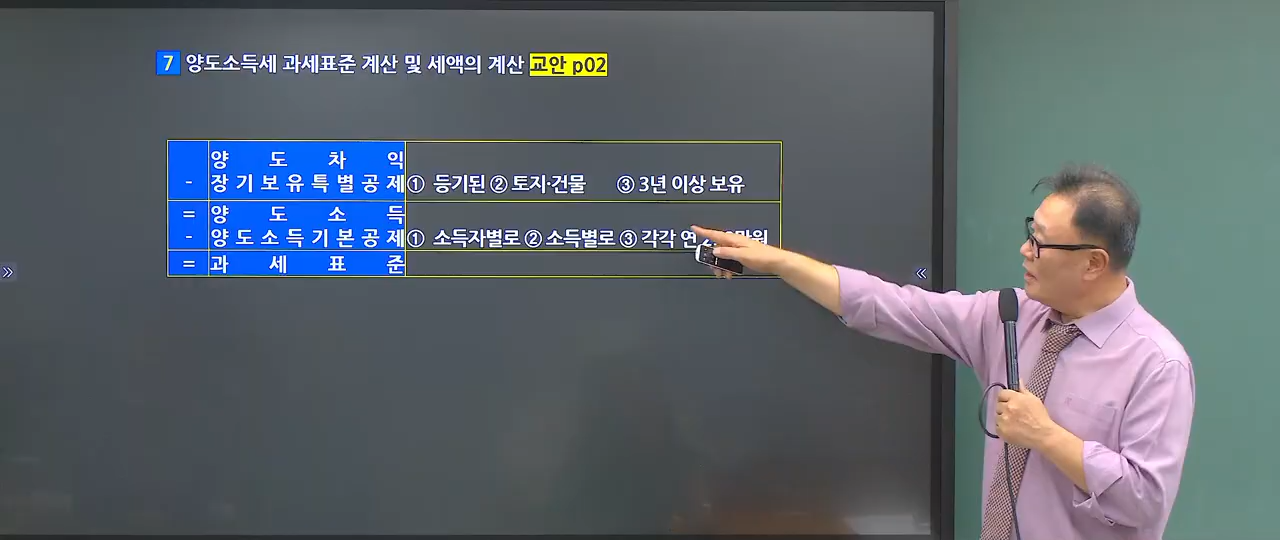 7 양도소득세 과세표준 계산 및 세액의 계산 교안 p02
양도차익
- 장기보유특별공제 ① 등기된 ② 토지·건물 ③ 3년 이상 보유
= 양도소득
- 양도소득기본공제 ① 소득자별로 ② 소득별로 ③ 각각 연
= 과세표준